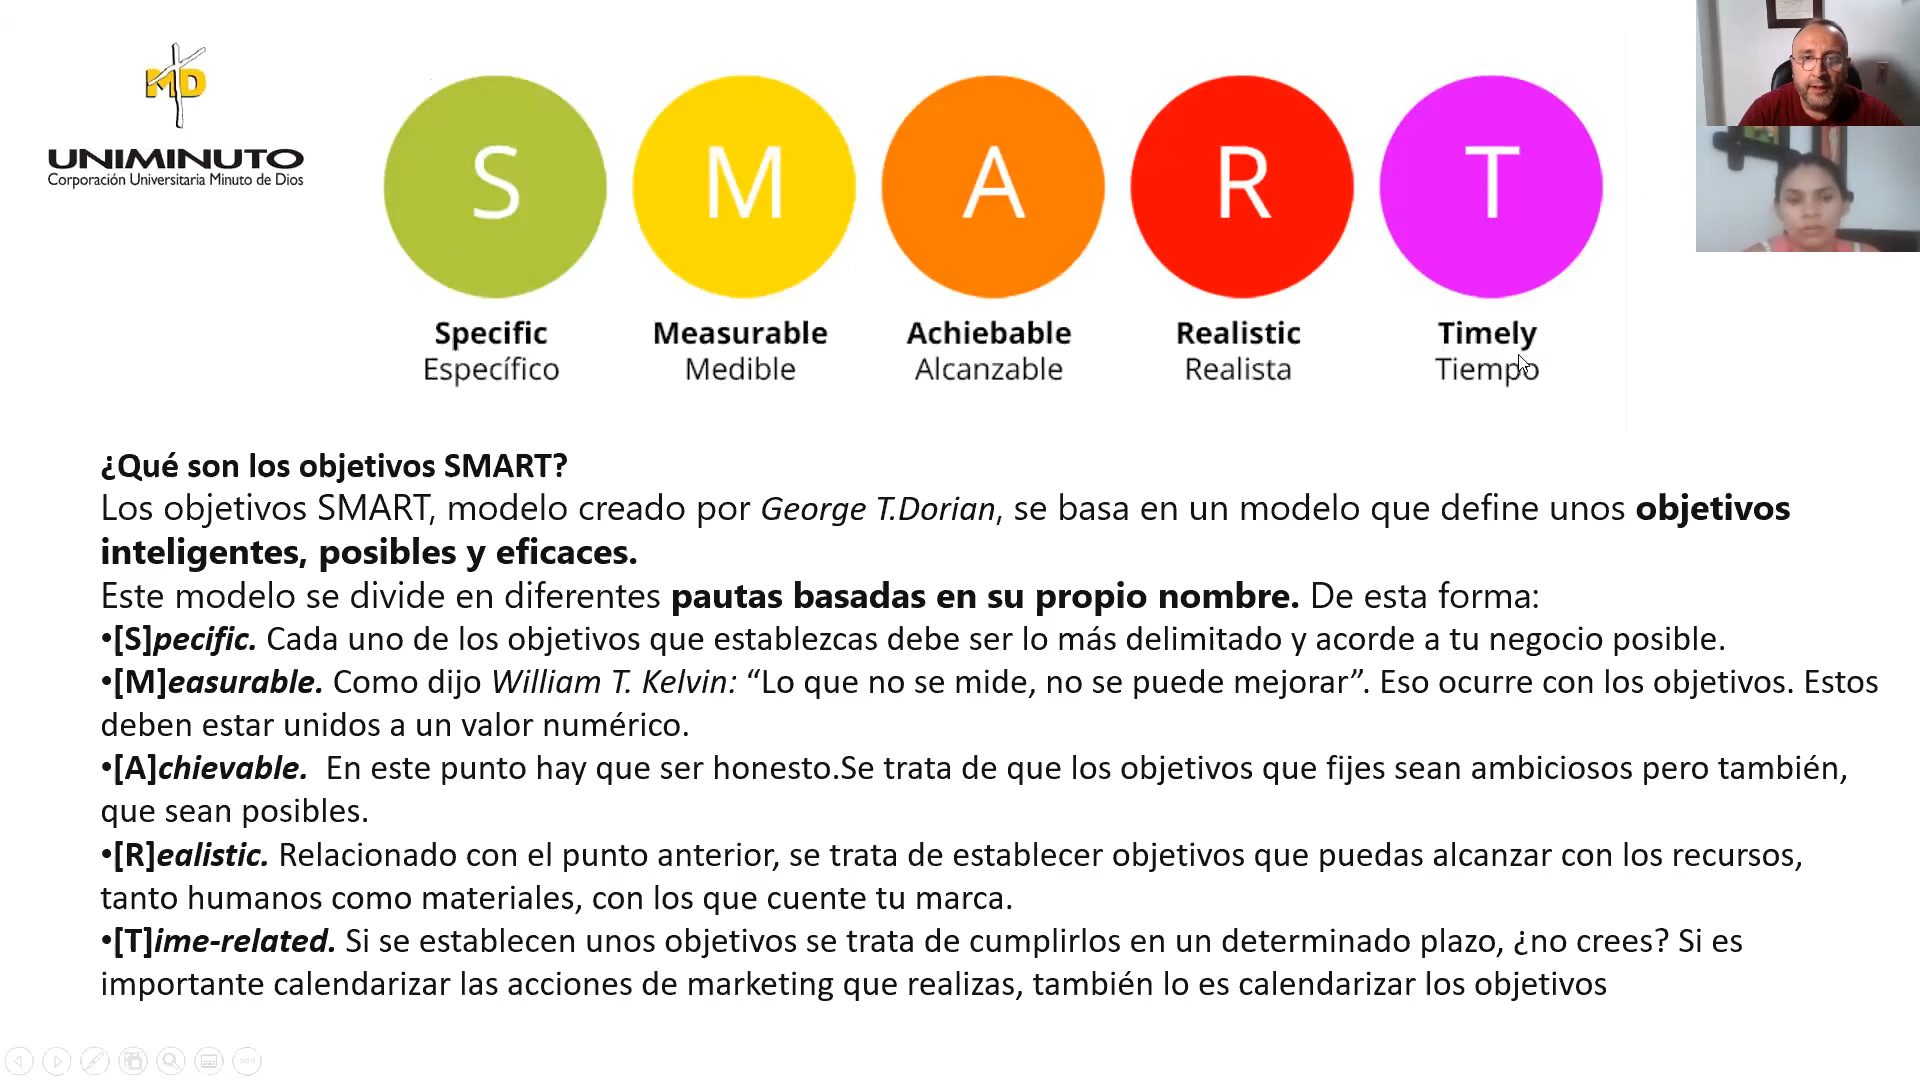 MD
UNIMINUTO
Corporación Universitaria Minuto de Dios
S M A R T
Specific Measurable Achiebable Realistic Timely
Específico Medible Alcanzable Realista Tiempo
¿Qué son los objetivos SMART?
Los objetivos SMART, modelo creado por George T.Dorian, se basa en un modelo que define unos objetivos
inteligentes, posibles y eficaces.
Este modelo se divide en diferentes pautas basadas en su propio nombre. De esta forma:
•[S]pecific. Cada uno de los objetivos que establezcas debe ser lo más delimitado y acorde a tu negocio posible.
•[M]easurable. Como dijo William T. Kelvin: “Lo que no se mide, no se puede mejorar”. Eso ocurre con los objetivos. Estos
deben estar unidos a un valor numérico.
•[A]chievable. En este punto hay que ser honesto.Se trata de que los objetivos que fijes sean ambiciosos pero también,
que sean posibles.
•[R]ealistic. Relacionado con el punto anterior, se trata de establecer objetivos que puedas alcanzar con los recursos,
tanto humanos como materiales, con los que cuente tu marca.
•[T]ime-related. Si se establecen unos objetivos se trata de cumplirlos en un determinado plazo, ¿no crees? Si es
importante calendarizar las acciones de marketing que realizas, también lo es calendarizar los objetivos